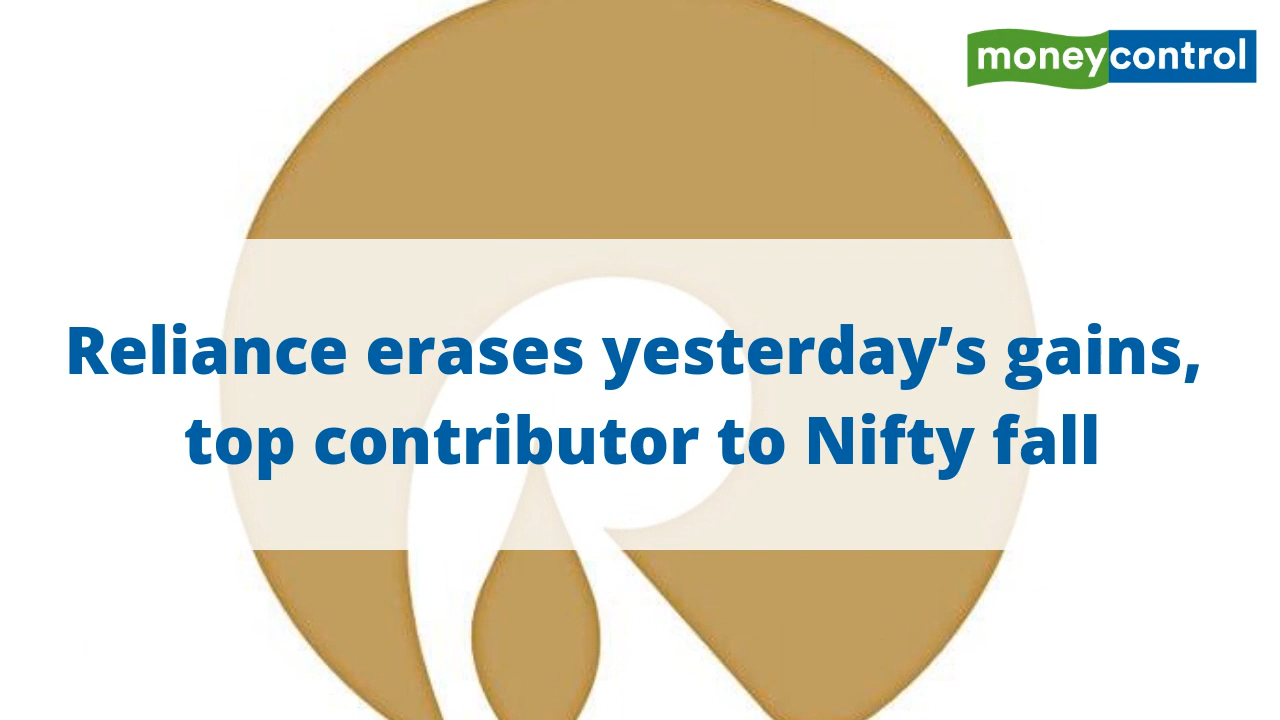 moneycontrol
Reliance erases yesterday’s gains,
top contributor to Nifty fall